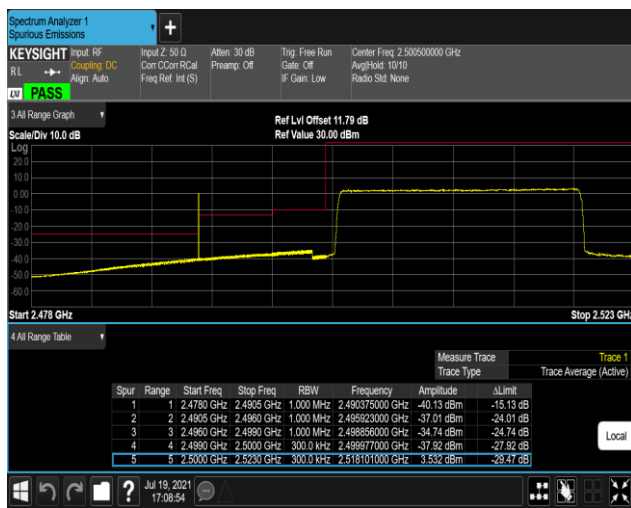 Spectrum Analyzer 1
Spurious Emissions
+
KEYSIGHT Input: RF Input Z: 50 Ω Atten: 30 dB Trig: Free Run Center Freq: 2.500500000 GHz
RL Coupling: DC Corr CCorr RCal Preamp: Off Gate: Off Avg|Hold: 10/10
Align: Auto Freq Ref: Int (S) IF Gain: Low Radio Std: None
LXI PASS
3 All Range Graph
Ref Lvl Offset 11.79 dB
Scale/Div 10.0 dB Ref Value 30.00 dBm
Log
20.0
10.0
0.00
-10.0
-20.0
-30.0
-40.0
-50.0
-60.0
Start 2.478 GHz Stop 2.523 GHz
4 All Range Table
Measure Trace Trace 1
Trace Type Trace Average (Active)
Spur Range Start Freq Stop Freq RBW Frequency Amplitude ΔLimit
1 1 2.4780 GHz 2.4905 GHz 1.000 MHz 2.490375000 GHz -40.13 dBm -15.13 dB
2 2 2.4905 GHz 2.4960 GHz 1.000 MHz 2.495923000 GHz -37.01 dBm -24.01 dB
3 3 2.4960 GHz 2.4990 GHz 1.000 MHz 2.498856000 GHz -34.74 dBm -24.74 dB
4 4 2.4990 GHz 2.5000 GHz 300.0 kHz 2.499977000 GHz -37.92 dBm -27.92 dB
5 5 2.5000 GHz 2.5230 GHz 300.0 kHz 2.518101000 GHz 3.532 dBm -29.47 dB
Local
? Jul 19, 2021
17:08:54